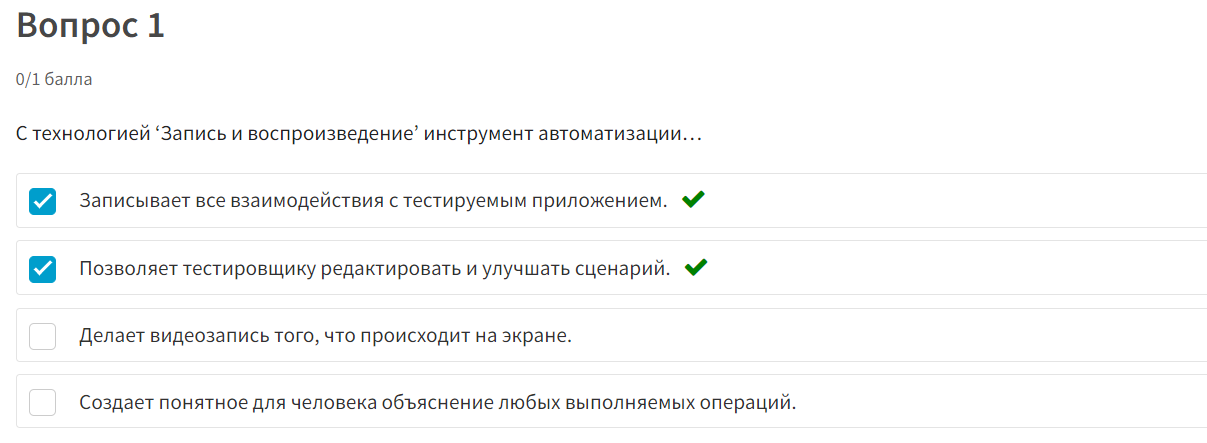 Вопрос 1
0/1 балла
С технологией ‘Запись и воспроизведение’ инструмент автоматизации…
Записывает все взаимодействия с тестируемым приложением.
Позволяет тестировщику редактировать и улучшать сценарий.
Делает видеозапись того, что происходит на экране.
Создает понятное для человека объяснение любых выполняемых операций.